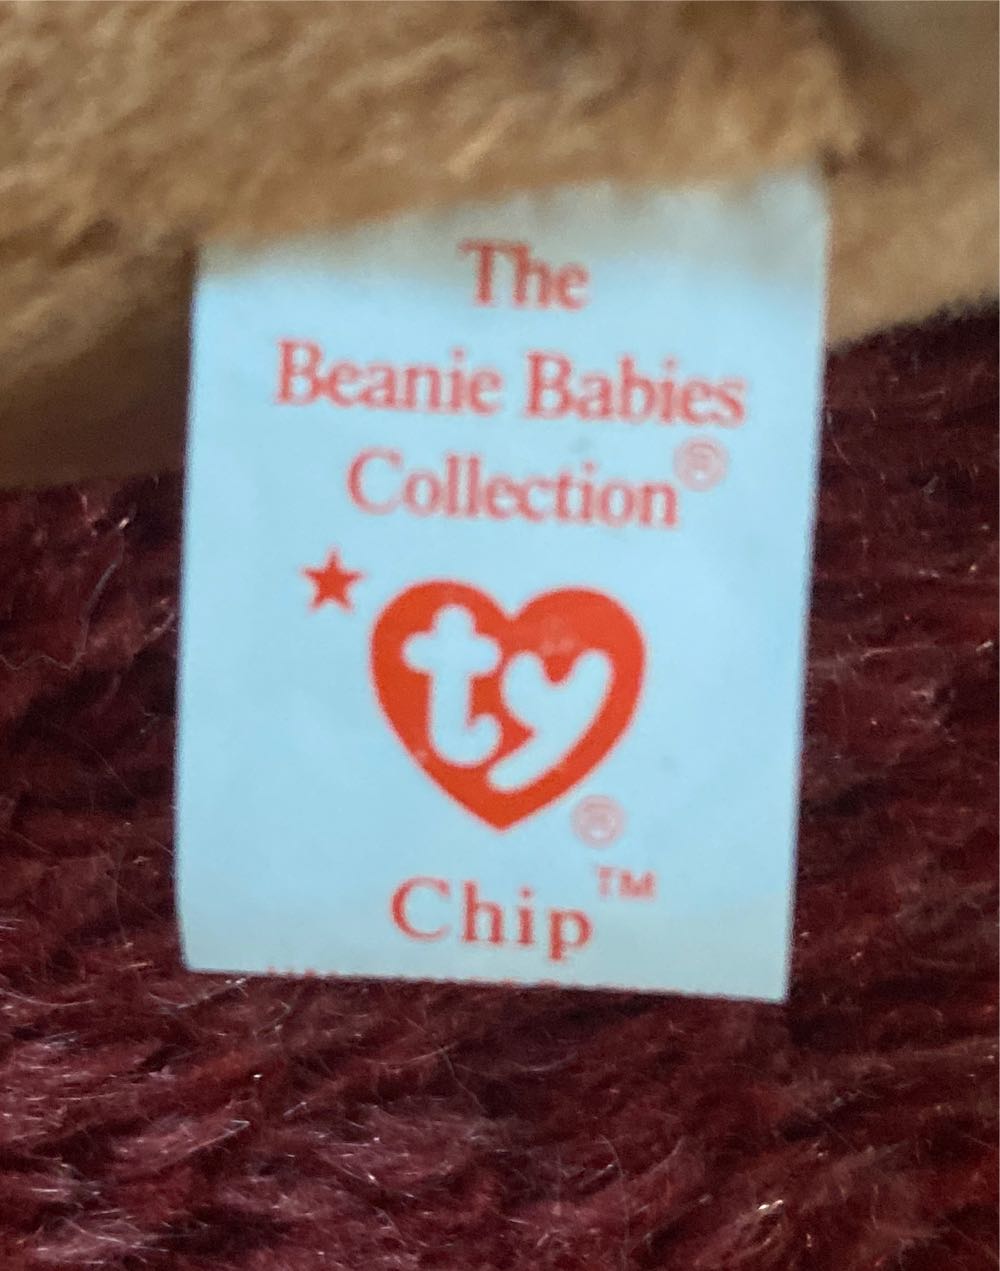 The
Beanie Babies
Collection®
ty®
Chip™